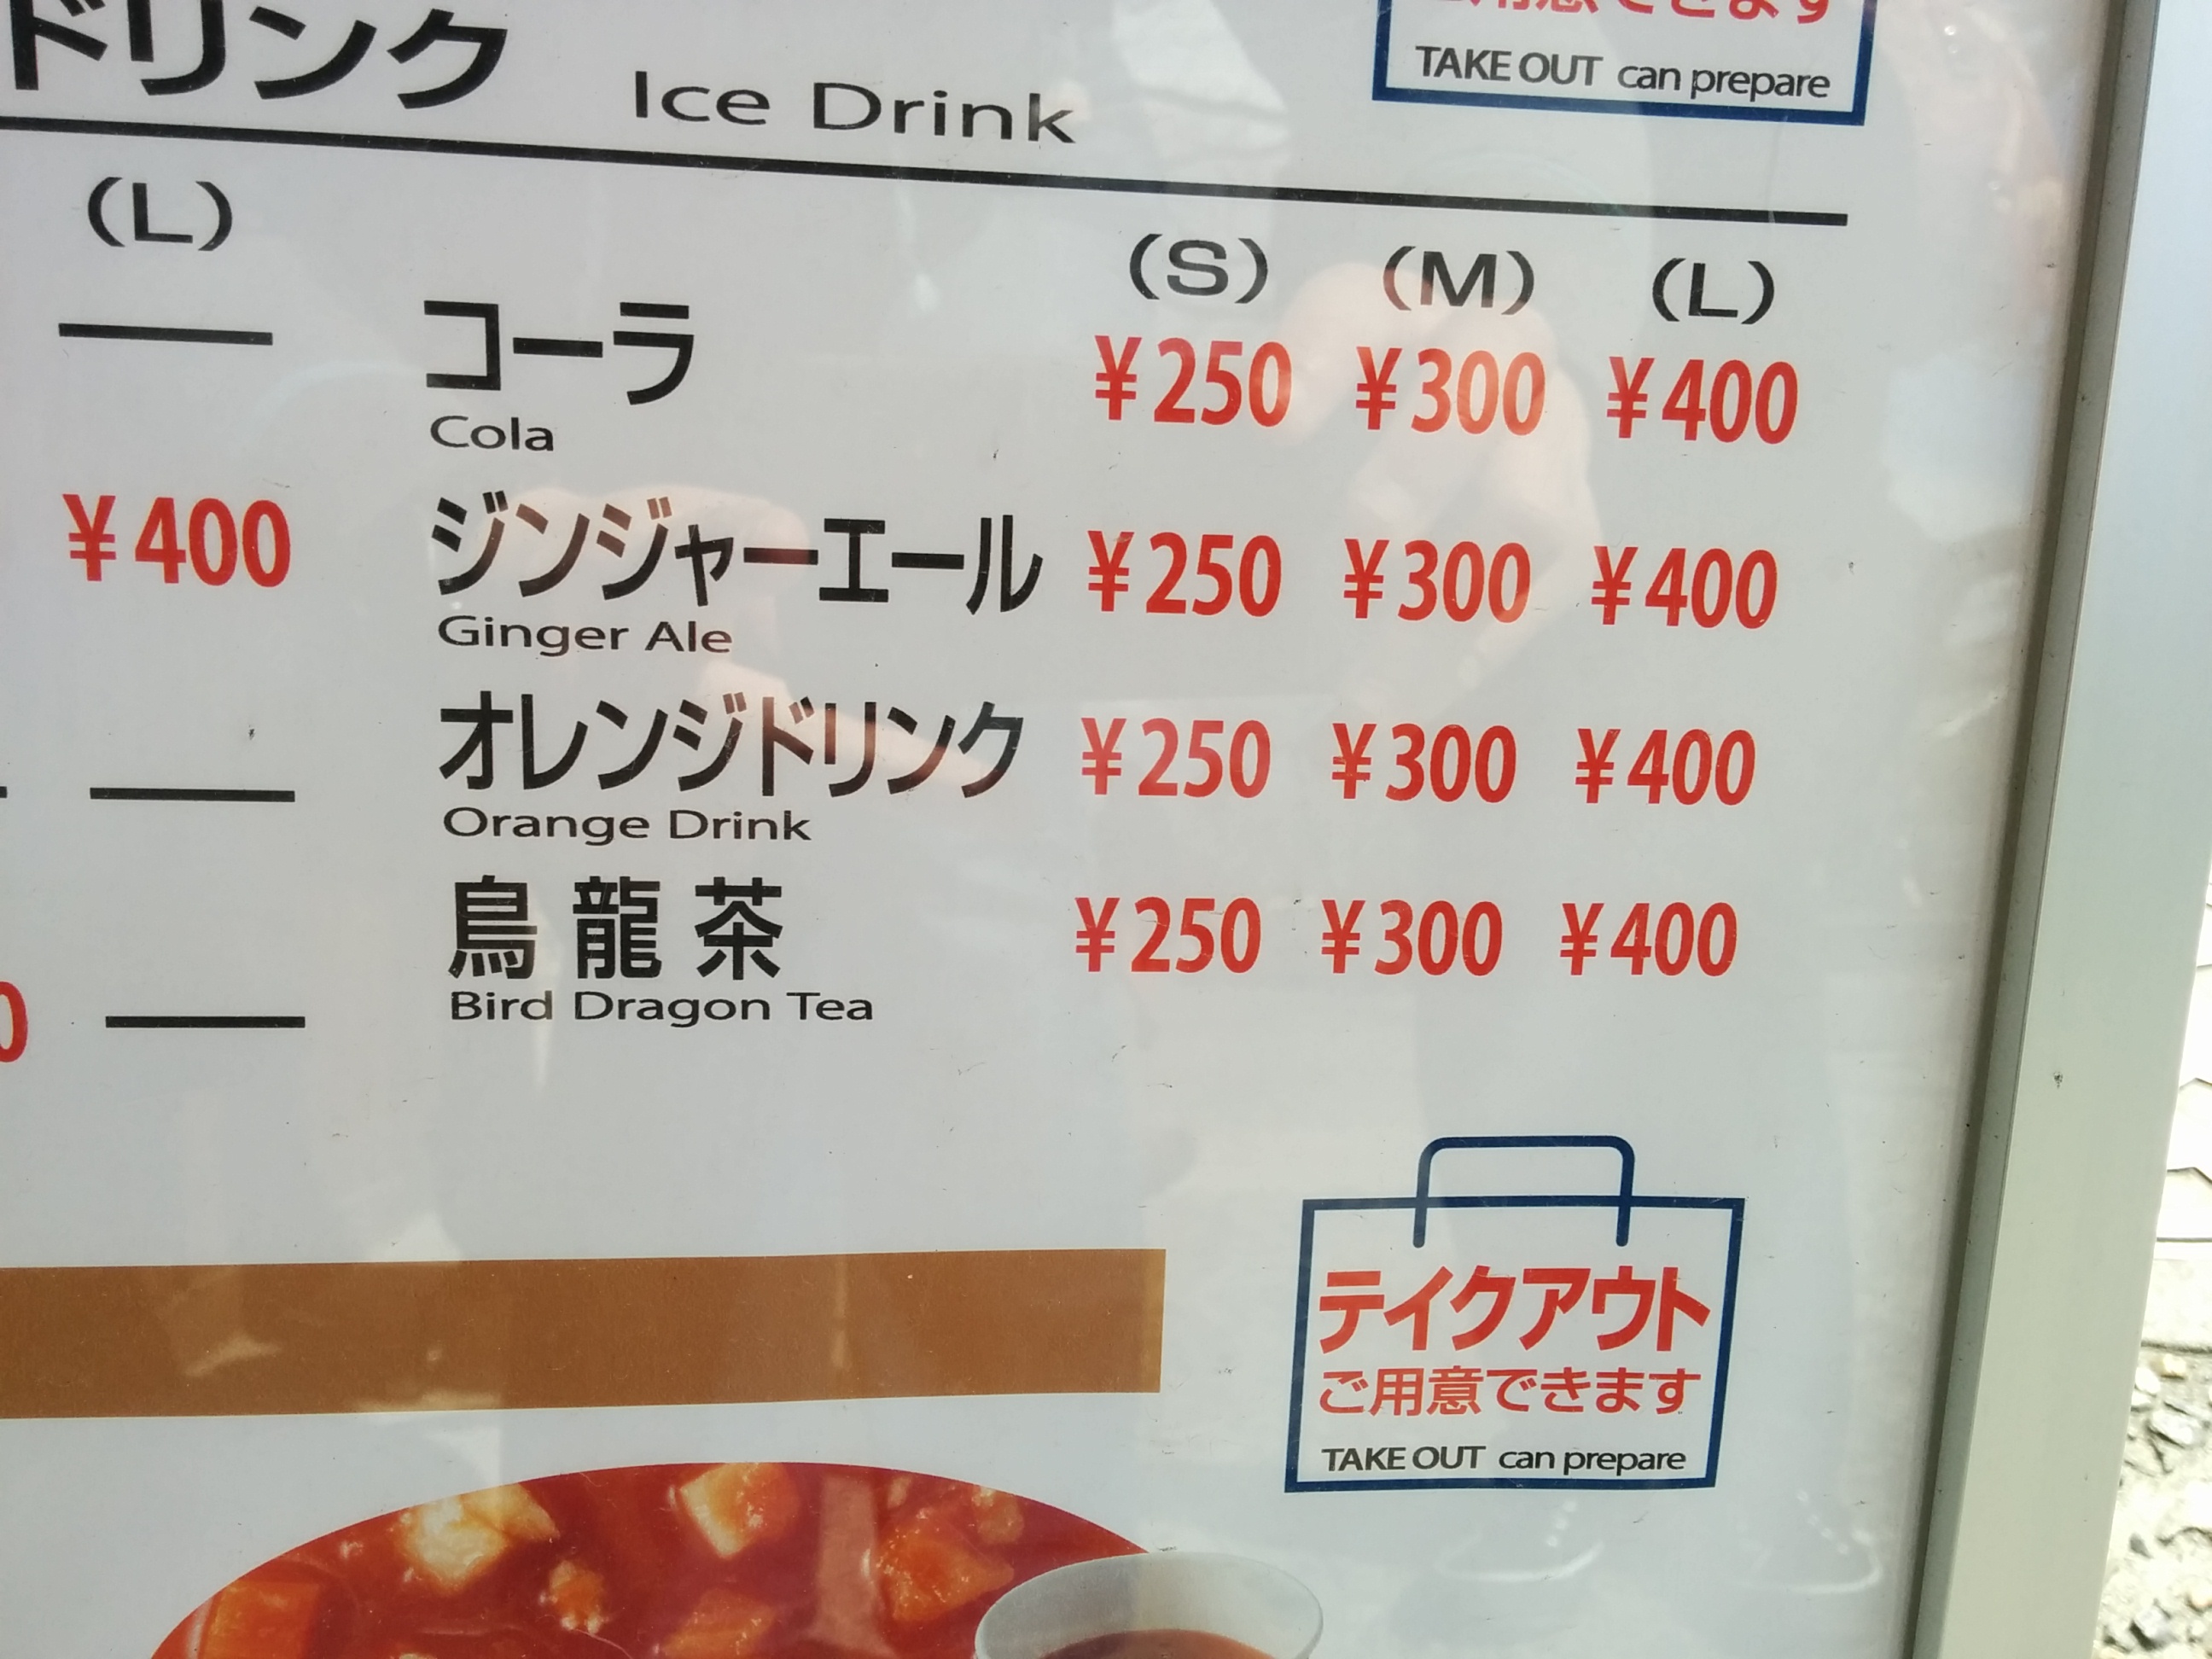 ドリンク Ice Drink
TAKE OUT can prepare
(L)
(S) (M) (L)
コーラ ¥250 ¥300 ¥400
Cola
¥400
ジンジャーエール ¥250 ¥300 ¥400
Ginger Ale
オレンジドリンク ¥250 ¥300 ¥400
Orange Drink
鳥龍茶 ¥250 ¥300 ¥400
Bird Dragon Tea
テイクアウト
ご用意できます
TAKE OUT can prepare